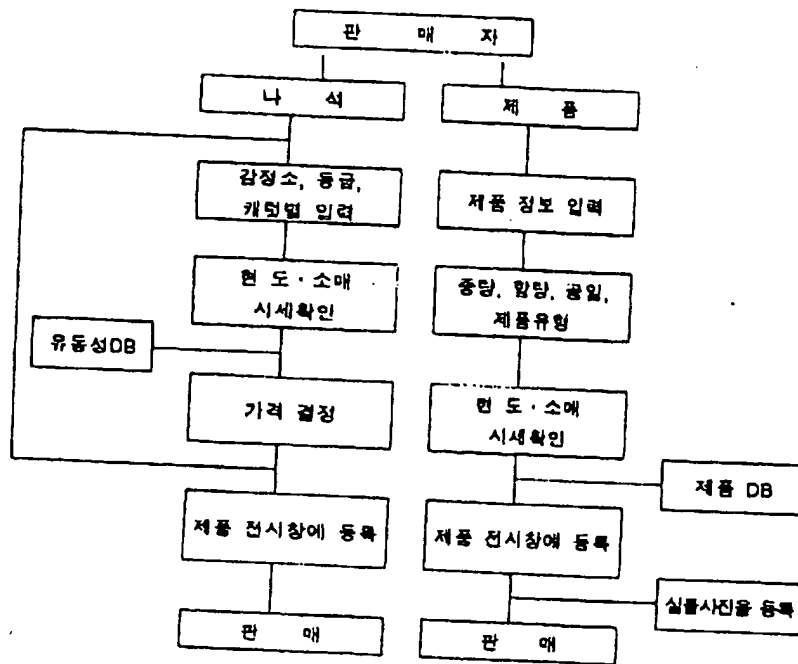 판 매 자
나 석
제 품
감정소, 등급,
캐럿별 입력
제품 정보 입력
현 도·소매
시세확인
중량, 함량, 공임,
제품유형
유동성DB
가격 결정
현 도·소매
시세확인
제품 DB
제품 전시창에 등록
제품 전시창에 등록
실물사진을 등록
판 매
판 매